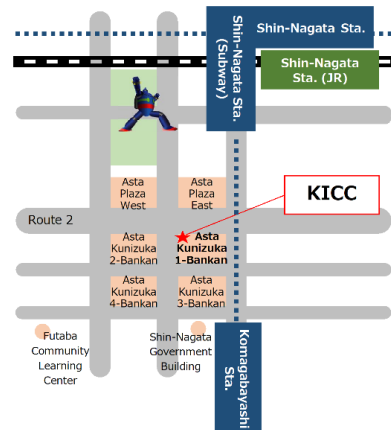 Shin-Nagata Sta.
Shin-Nagata Sta.
(Subway)
Shin-Nagata
Sta. (JR)
KICC
Asta
Plaza
West
Asta
Plaza
East
Route 2
Asta
Kunizuka
2-Bankan
Asta
Kunizuka
1-Bankan
Asta
Kunizuka
4-Bankan
Asta
Kunizuka
3-Bankan
Futaba
Community
Learning
Center
Shin-Nagata
Government
Building
Komagabayashi
Sta.